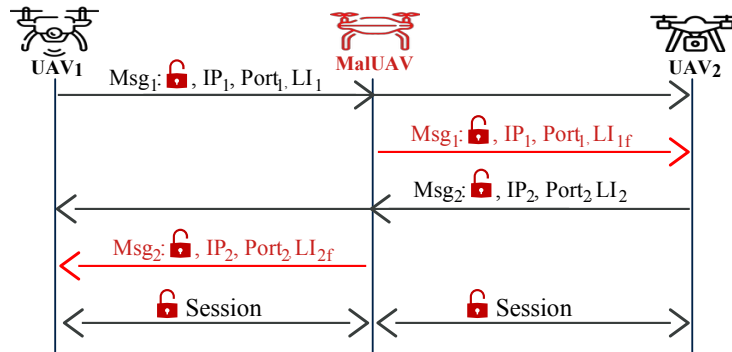 UAV1 MalUAV UAV2
Msg1: , IP1, Port1, LI1
Msg1: , IP1, Port1, LI1f
Msg2: , IP2, Port2 LI2
Msg2: , IP2, Port2, LI2f
Session Session